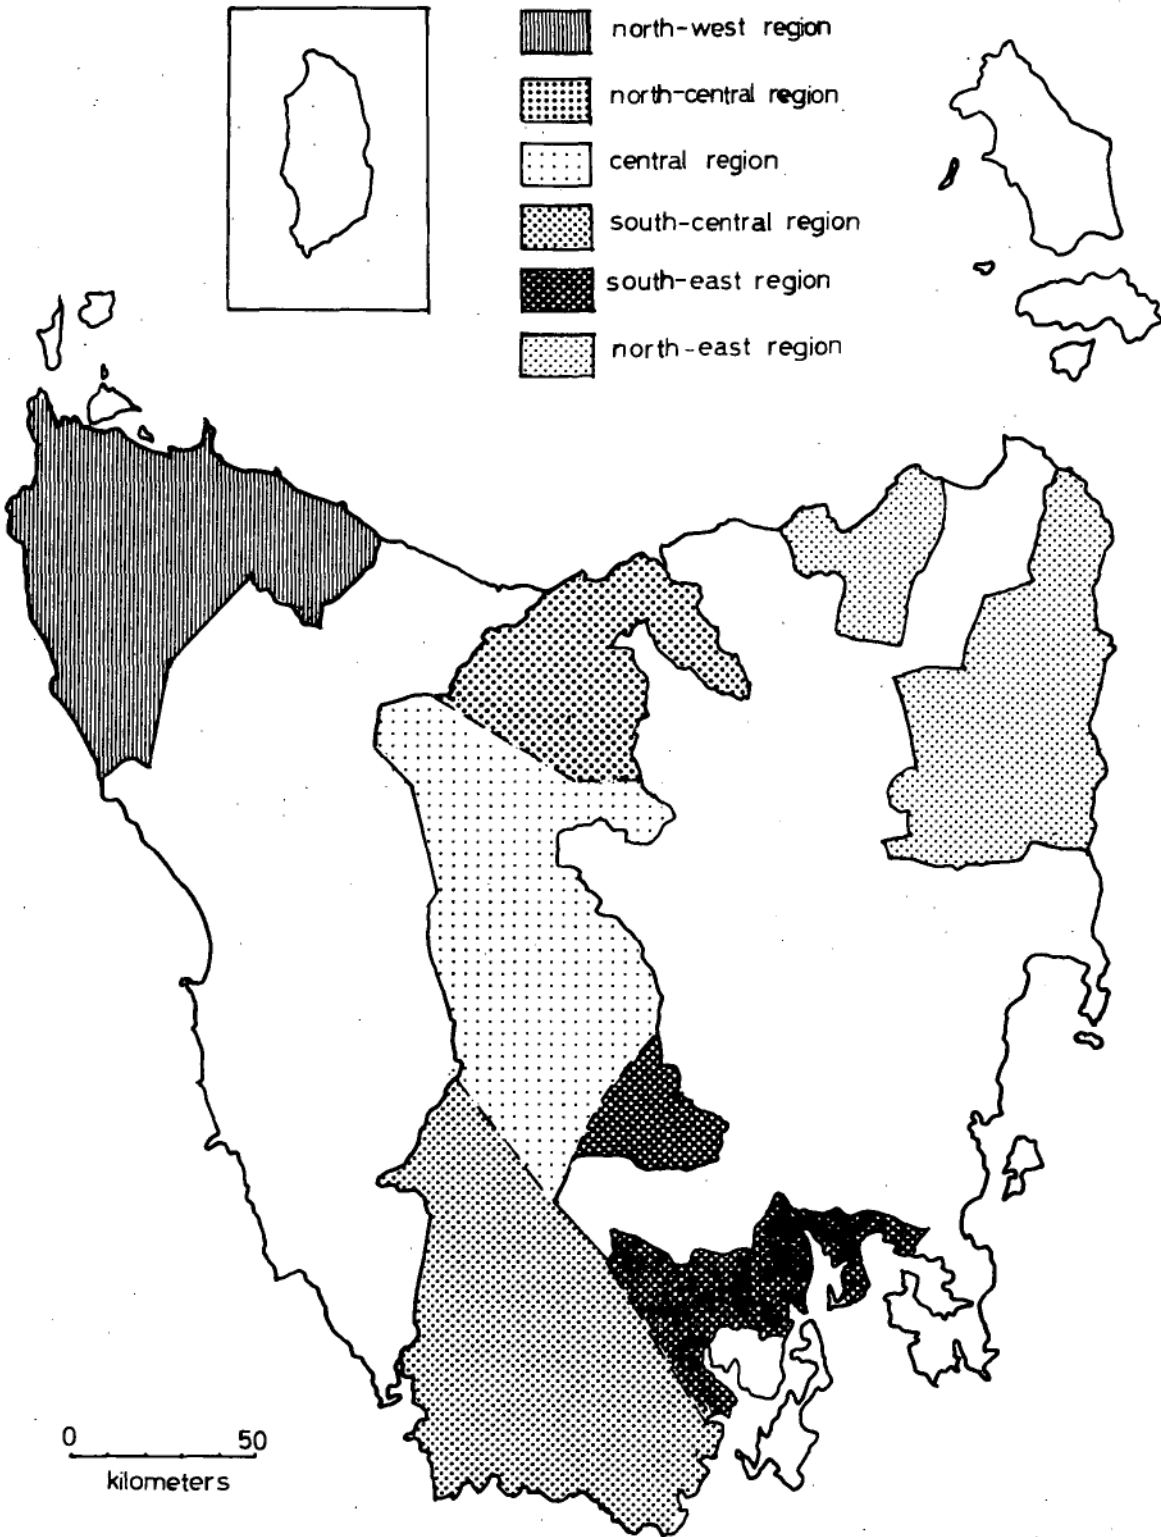 north-west region
north-central region
central region
south-central region
south-east region
north-east region
0 50
kilometers